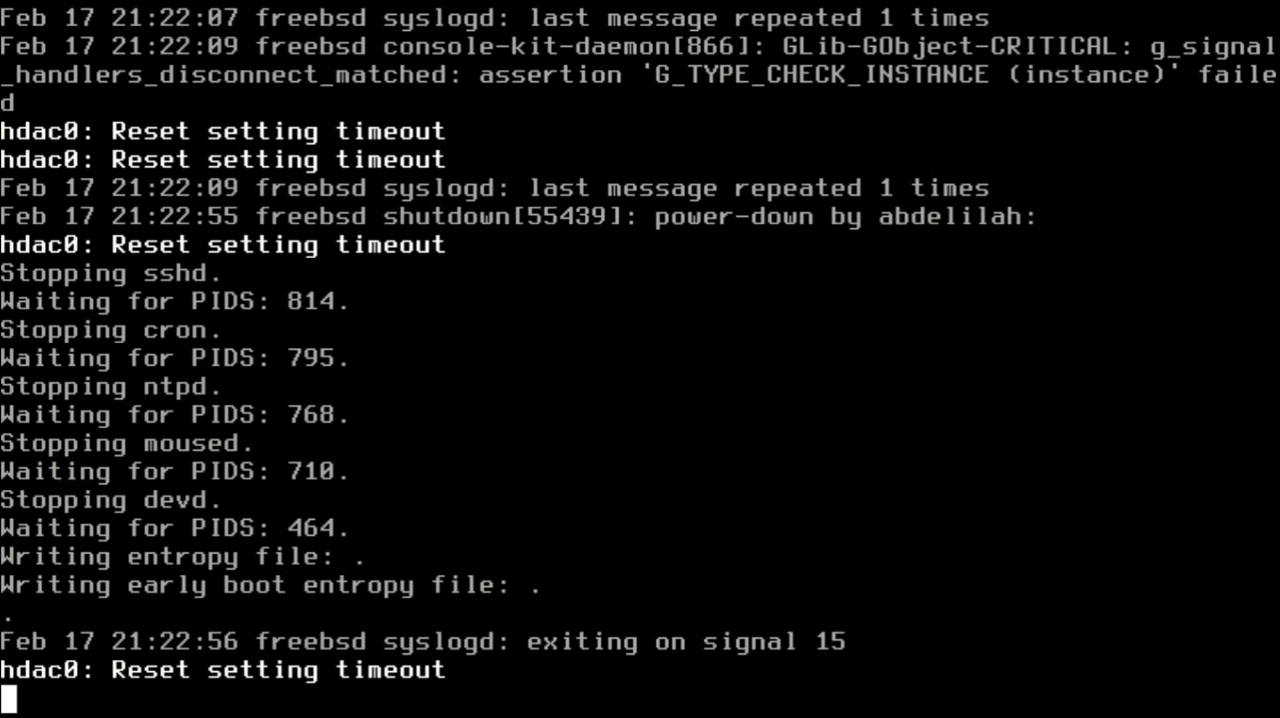 Feb 17 21:22:07 freebsd syslogd: last message repeated 1 times
Feb 17 21:22:09 freebsd console-kit-daemon[866]: GLib-GObject-CRITICAL: g_signal
_handlers_disconnect_matched: assertion 'G_TYPE_CHECK_INSTANCE (instance)' faile
d
hdac0: Reset setting timeout
hdac0: Reset setting timeout
Feb 17 21:22:09 freebsd syslogd: last message repeated 1 times
Feb 17 21:22:55 freebsd shutdown[55439]: power-down by abdelilah:
hdac0: Reset setting timeout
Stopping sshd.
Waiting for PIDS: 814.
Stopping cron.
Waiting for PIDS: 795.
Stopping ntpd.
Waiting for PIDS: 768.
Stopping moused.
Waiting for PIDS: 710.
Stopping devd.
Waiting for PIDS: 464.
Writing entropy file: .
Writing early boot entropy file: .
.
Feb 17 21:22:56 freebsd syslogd: exiting on signal 15
hdac0: Reset setting timeout